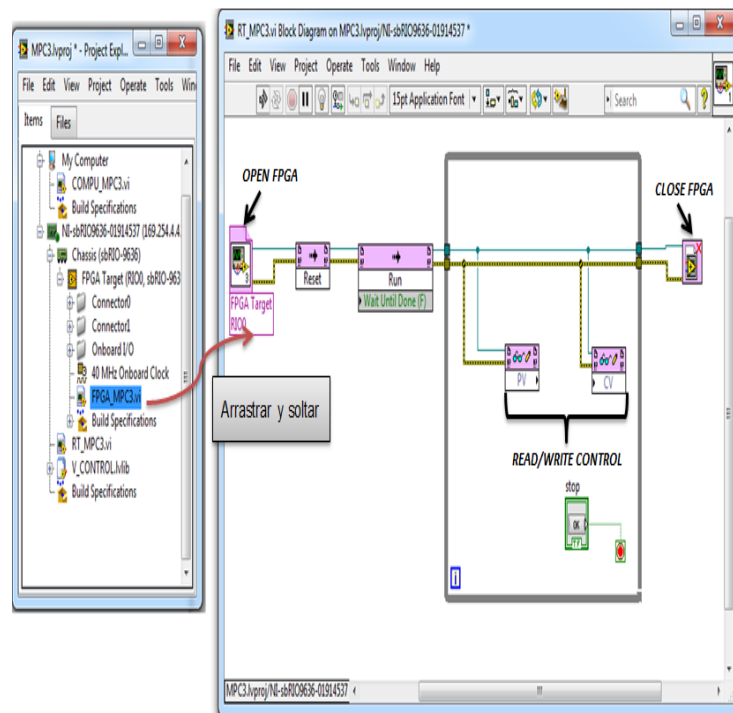 MPC3.lvproj * - Project Expl...
File Edit View Project Operate Tools Win
Items Files
My Computer
COMPU_MPC3.vi
Build Specifications
NI-sbRIO9636-01914537 (169.254.4.4.
Chassis (sbRIO-9636)
FPGA Target (RIO0, sbRIO-963
Connector0
Connector1
Onboard I/O
40 MHz Onboard Clock
FPGA_MPC3.vi
Build Specifications
RT_MPC3.vi
V_CONTROL.lvlib
Build Specifications
Arrastrar y soltar
RT_MPC3.vi Block Diagram on MPC3.lvproj/NI-sbRIO9636-01914537 *
File Edit View Project Operate Tools Window Help
15pt Application Font
Search
?
1
OPEN FPGA
CLOSE FPGA
3
FPGA Target
RIO0
Reset
Run
Wait Until Done (F)
PV
CV
READ/WRITE CONTROL
stop
OK
TF
i
MPC3.lvproj/NI-sbRIO9636-01914537